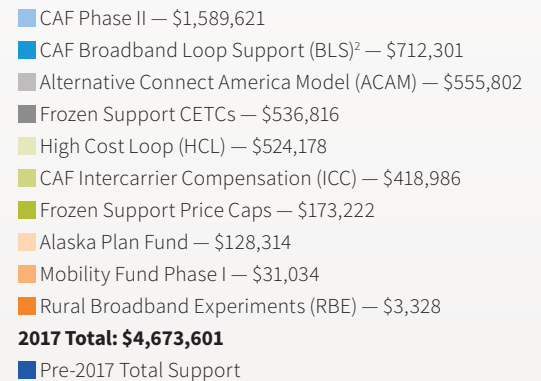 CAF Phase II — $1,589,621
CAF Broadband Loop Support (BLS)² — $712,301
Alternative Connect America Model (ACAM) — $555,802
Frozen Support CETCs — $536,816
High Cost Loop (HCL) — $524,178
CAF Intercarrier Compensation (ICC) — $418,986
Frozen Support Price Caps — $173,222
Alaska Plan Fund — $128,314
Mobility Fund Phase I — $31,034
Rural Broadband Experiments (RBE) — $3,328
2017 Total: $4,673,601
Pre-2017 Total Support